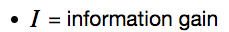 • I = information gain